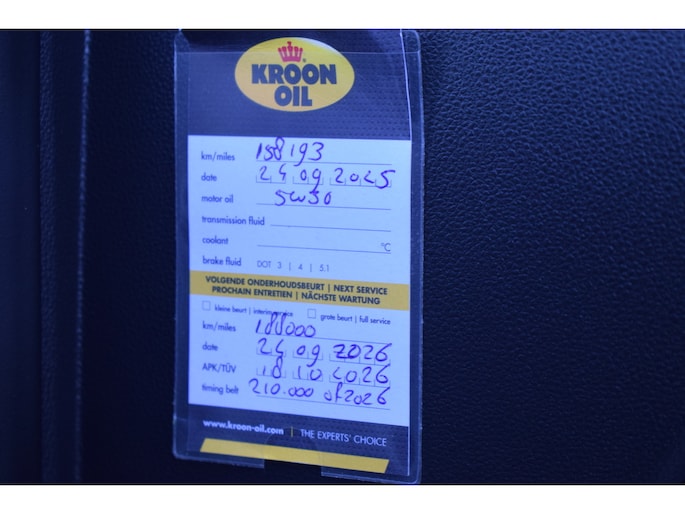 KROON
OIL
km/miles 158193
date 24 09 2025
motor oil 5w30
transmission fluid
coolant °C
brake fluid DOT 3 | 4 | 5.1
VOLGENDE ONDERHOUDSBEURT | NEXT SERVICE
PROCHAIN ENTRETIEN | NÄCHSTE WARTUNG
kleine beurt | interim service grote beurt | full service
km/miles 188000
date 24 09 2026
APK/TÜV 18 10 2026
timing belt 210.000 of 2026
www.kroon-oil.com | THE EXPERTS' CHOICE